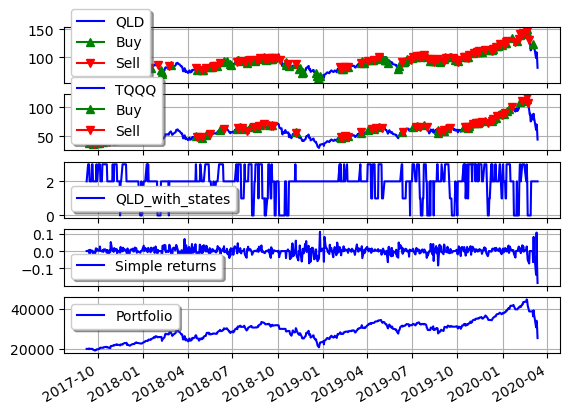 150
QLD
Buy
100
Sell
TQQQ
100
Buy
Sell
50
2
QLD_with_states
0
0.1
0.0
Simple returns
−0.1
40000
Portfolio
20000
2017-10 2018-01 2018-04 2018-07 2018-10 2019-01 2019-04 2019-07 2019-10 2020-01 2020-04